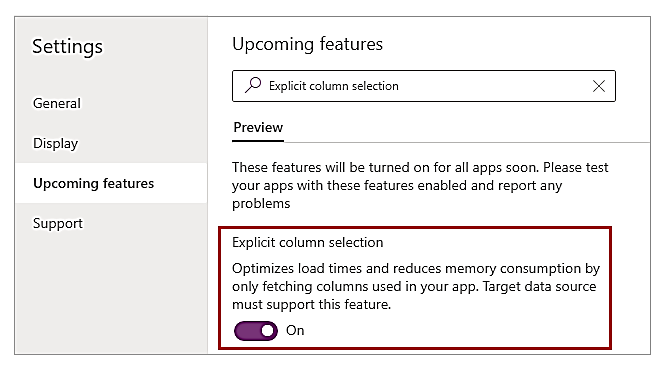 Settings
General
Display
Upcoming features
Support
Upcoming features
Explicit column selection
Preview
These features will be turned on for all apps soon. Please test
your apps with these features enabled and report any
problems
Explicit column selection
Optimizes load times and reduces memory consumption by
only fetching columns used in your app. Target data source
must support this feature.
On